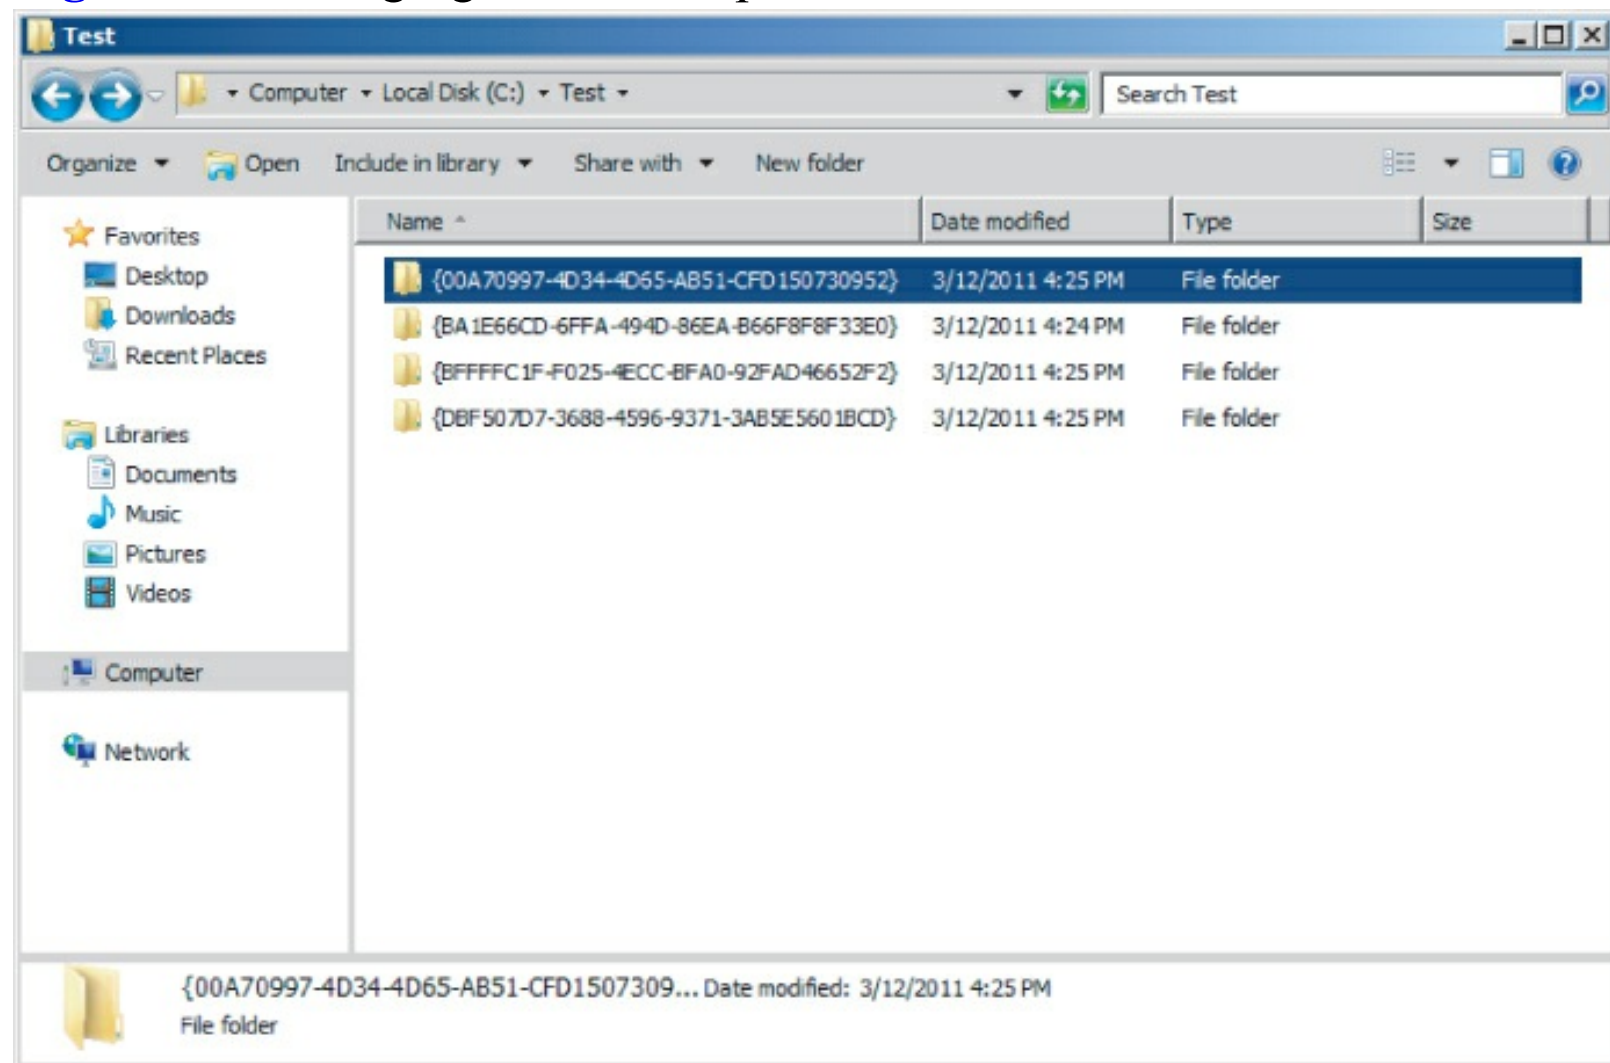 Test
Computer Local Disk (C:) Test
Search Test
Organize Open Include in library Share with New folder
Name Date modified Type Size
Favorites
Desktop
Downloads
Recent Places
Libraries
Documents
Music
Pictures
Videos
Computer
Network
{00A70997-4D34-4D65-AB51-CFD150730952} 3/12/2011 4:25 PM File folder
{BA1E66CD-6FFA-494D-86EA-B66F8F8F33E0} 3/12/2011 4:24 PM File folder
{BFFFFC1F-F025-4ECC-BFA0-92FAD46652F2} 3/12/2011 4:25 PM File folder
{DBF507D7-3688-4596-9371-3AB5E5601BCD} 3/12/2011 4:25 PM File folder
{00A70997-4D34-4D65-AB51-CFD1507309... Date modified: 3/12/2011 4:25 PM
File folder